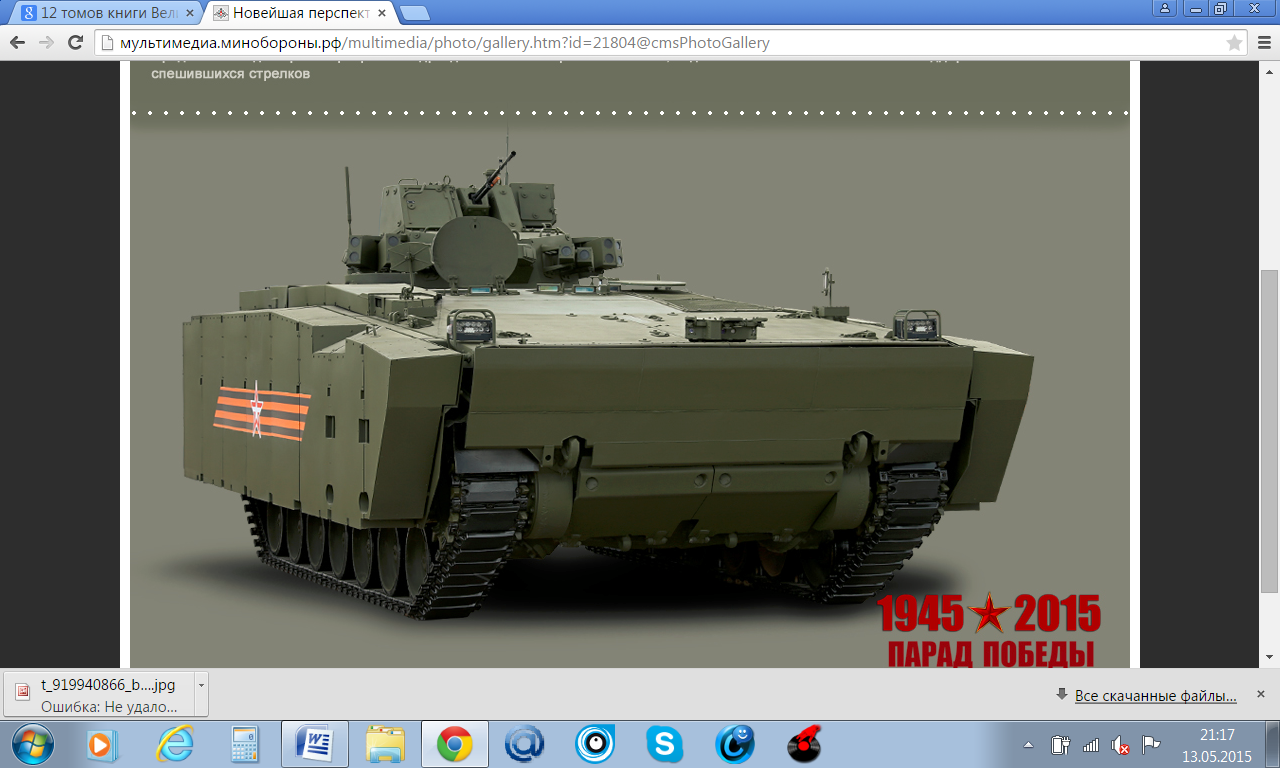 12 томов книги Вели
Новейшая перспект
мультимедиа.минобороны.рф/multimedia/photo/gallery.htm?id=21804@cmsPhotoGallery
спешившихся стрелков
1945 2015
ПАРАД ПОБЕДЫ
t_919940866_b....jpg
Ошибка: Не удало...
Все скачанные файлы...
21:17
13.05.2015